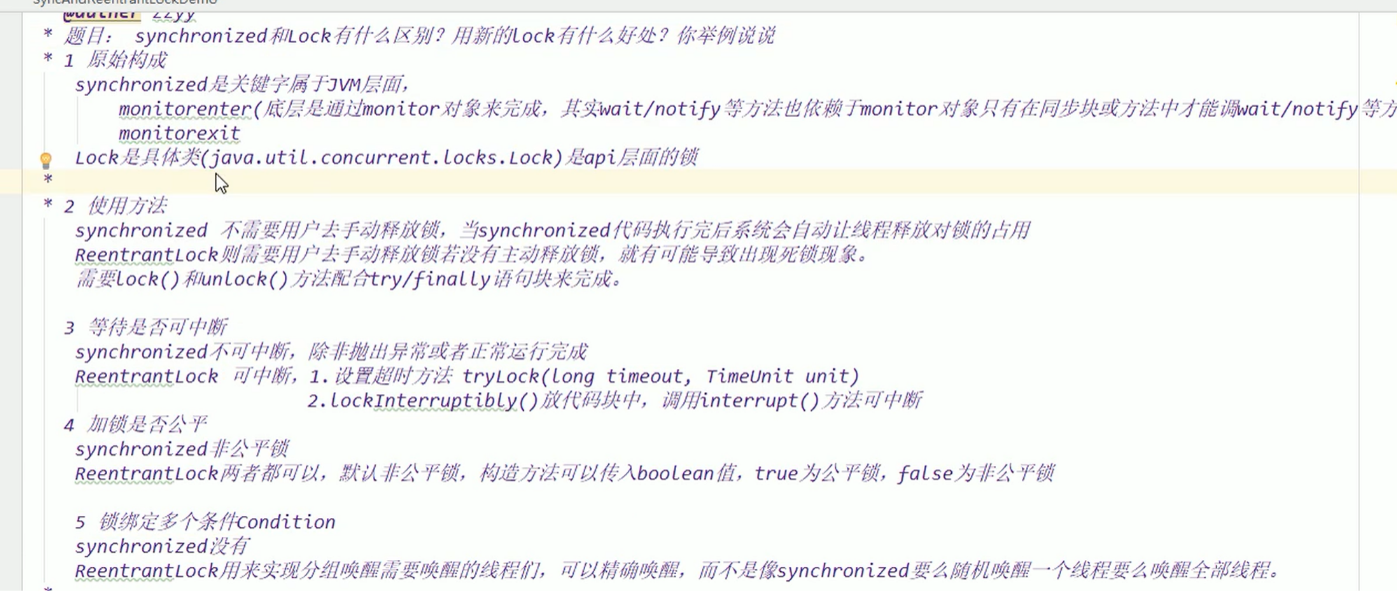 SyncAndReentrantLockDemo
@auther zzyy
* 题目: synchronized和Lock有什么区别?用新的lock有什么好处?你举例说说
* 1 原始构成
synchronized是关键字属于JVM层面,
monitorenter(底层是通过monitor对象来完成,其实wait/notify等方法也依赖于monitor对象只有在同步块或方法中才能调wait/notify等方
monitorexit
Lock是具体类(java.util.concurrent.locks.Lock)是api层面的锁
*
* 2 使用方法
synchronized 不需要用户去手动释放锁,当synchronized代码执行完后系统会自动让线程释放对锁的占用
ReentrantLock则需要用户去手动释放锁若没有主动释放锁,就有可能导致出现死锁现象。
需要lock()和unlock()方法配合try/finally语句块来完成。
3 等待是否可中断
synchronized不可中断,除非抛出异常或者正常运行完成
ReentrantLock 可中断,1.设置超时方法 tryLock(long timeout, TimeUnit unit)
2.lockInterruptibly()放代码块中,调用interrupt()方法可中断
4 加锁是否公平
synchronized非公平锁
ReentrantLock两者都可以,默认非公平锁,构造方法可以传入boolean值,true为公平锁,false为非公平锁
5 锁绑定多个条件Condition
synchronized没有
ReentrantLock用来实现分组唤醒需要唤醒的线程们,可以精确唤醒,而不是像synchronized要么随机唤醒一个线程要么唤醒全部线程。
*